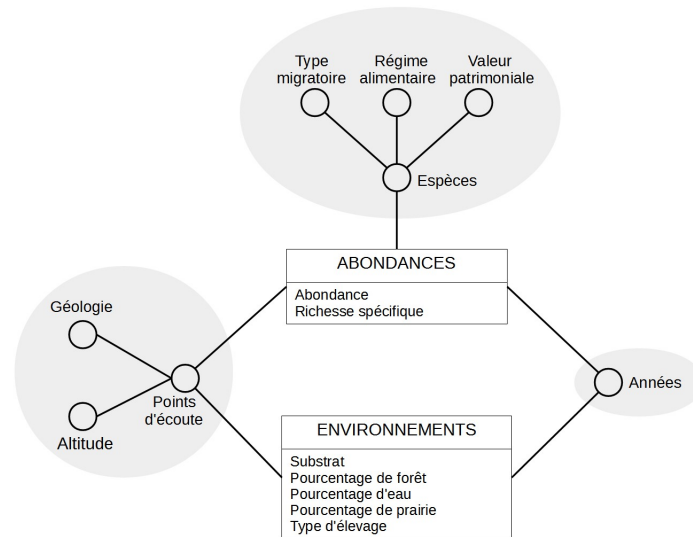 Type
migratoire
Régime
alimentaire
Valeur
patrimoniale
Espèces
ABONDANCES
Abondance
Richesse spécifique
Géologie
Points
d'écoute
Altitude
Années
ENVIRONNEMENTS
Substrat
Pourcentage de forêt
Pourcentage d'eau
Pourcentage de prairie
Type d'élevage